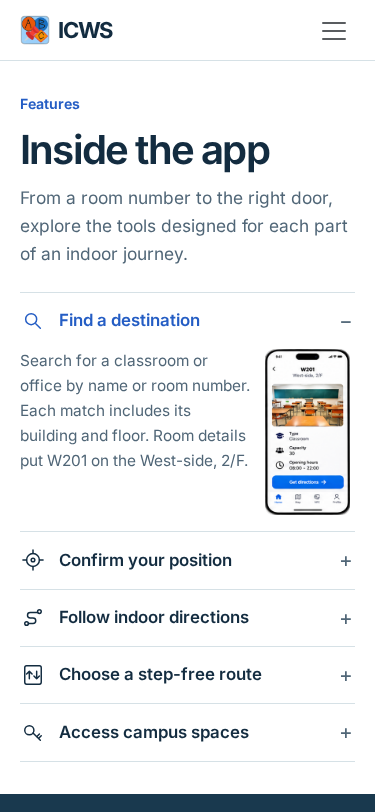 ICWS
Features
Inside the app
From a room number to the right door,
explore the tools designed for each part
of an indoor journey.
Find a destination
Search for a classroom or
office by name or room number.
Each match includes its
building and floor. Room details
put W201 on the West-side, 2/F.
W201
West-side, 2/F
Type
Classroom
Capacity
30
Opening hours
08:00 – 22:00
Get directions →
Confirm your position
Follow indoor directions
Choose a step-free route
Access campus spaces